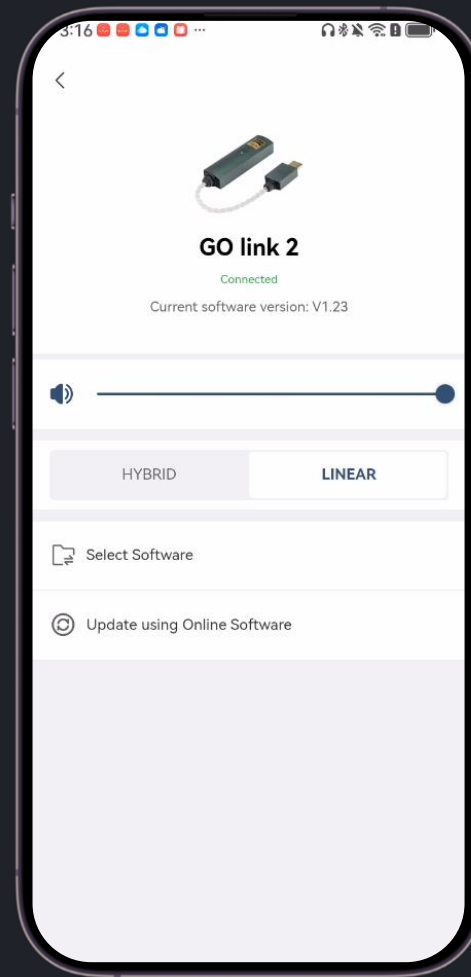 3:16
GO link 2
Connected
Current software version: V1.23
HYBRID LINEAR
Select Software
Update using Online Software